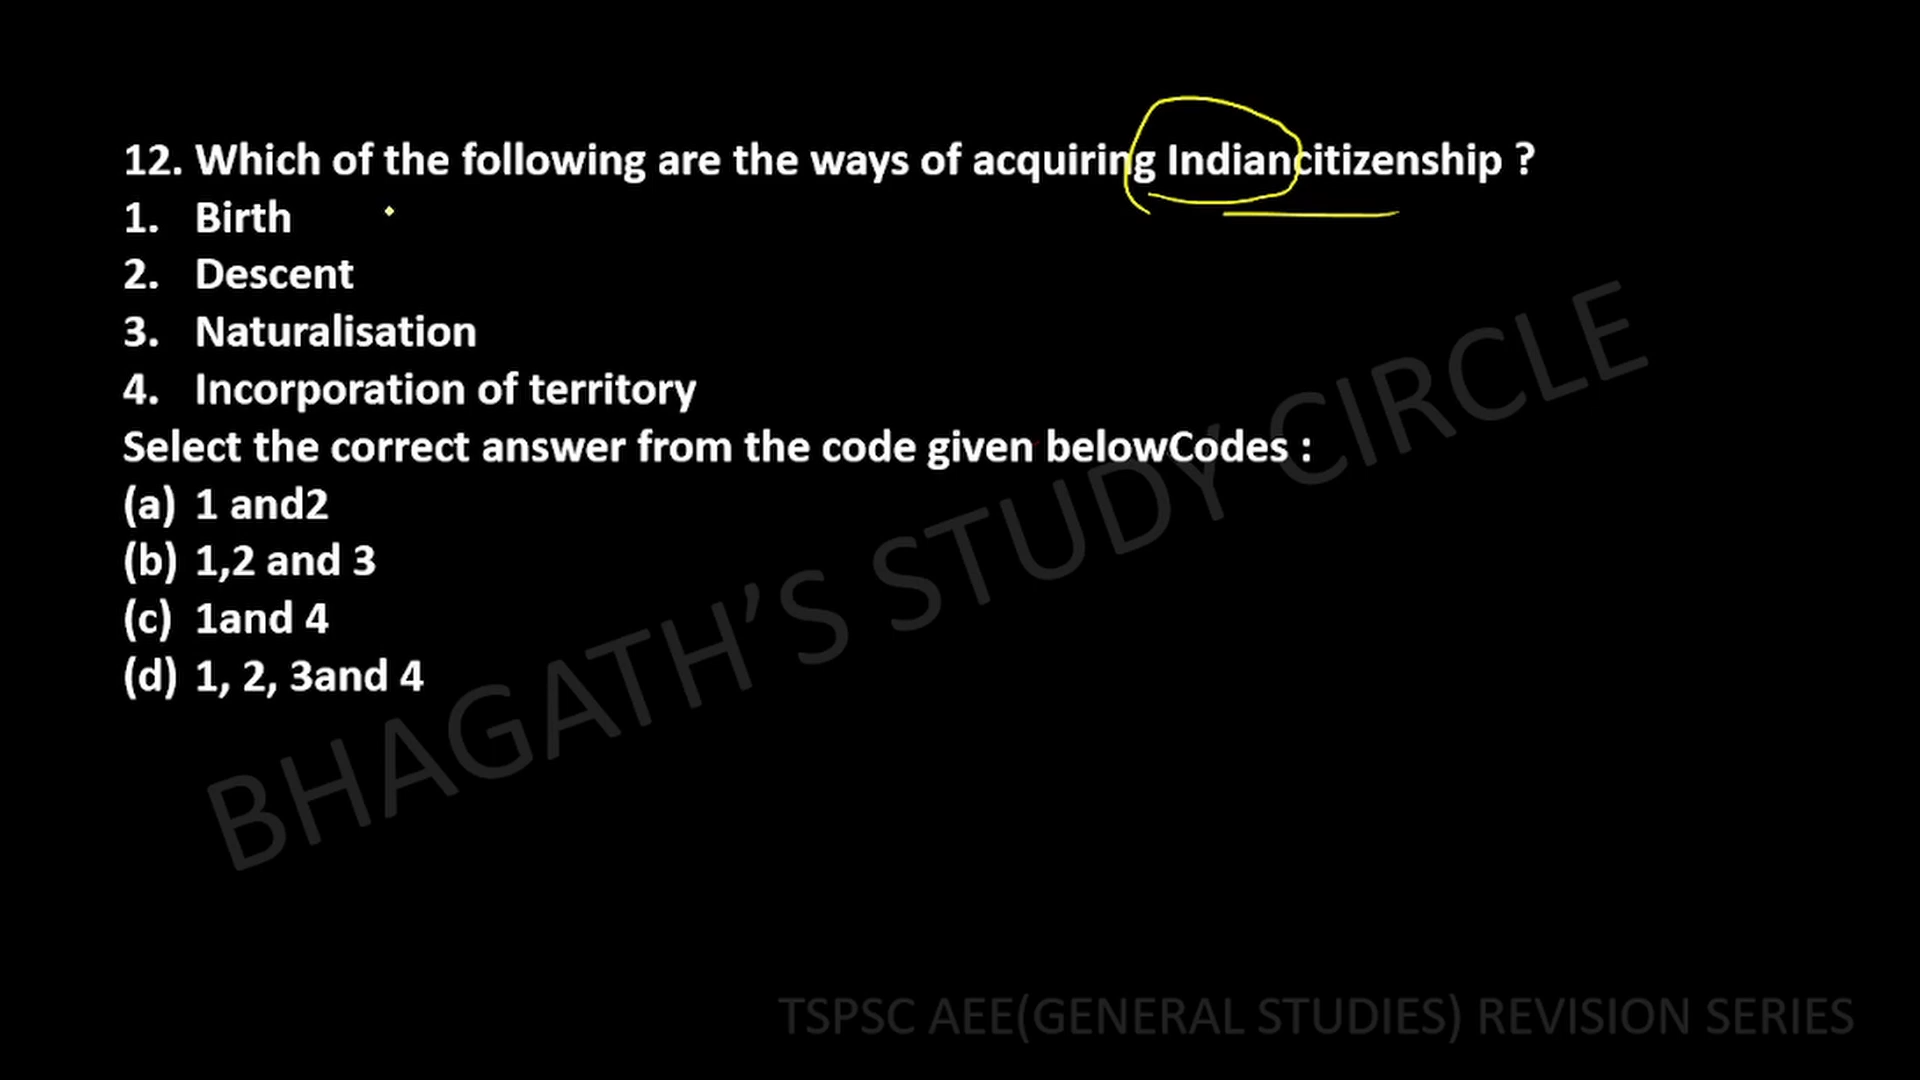 12. Which of the following are the ways of acquiring Indiancitizenship ?
1. Birth
2. Descent
3. Naturalisation
4. Incorporation of territory
Select the correct answer from the code given belowCodes :
(a) 1 and2
(b) 1,2 and 3
(c) 1and 4
(d) 1, 2, 3and 4
BHAGATH’S STUDY CIRCLE
TSPSC AEE(GENERAL STUDIES) REVISION SERIES